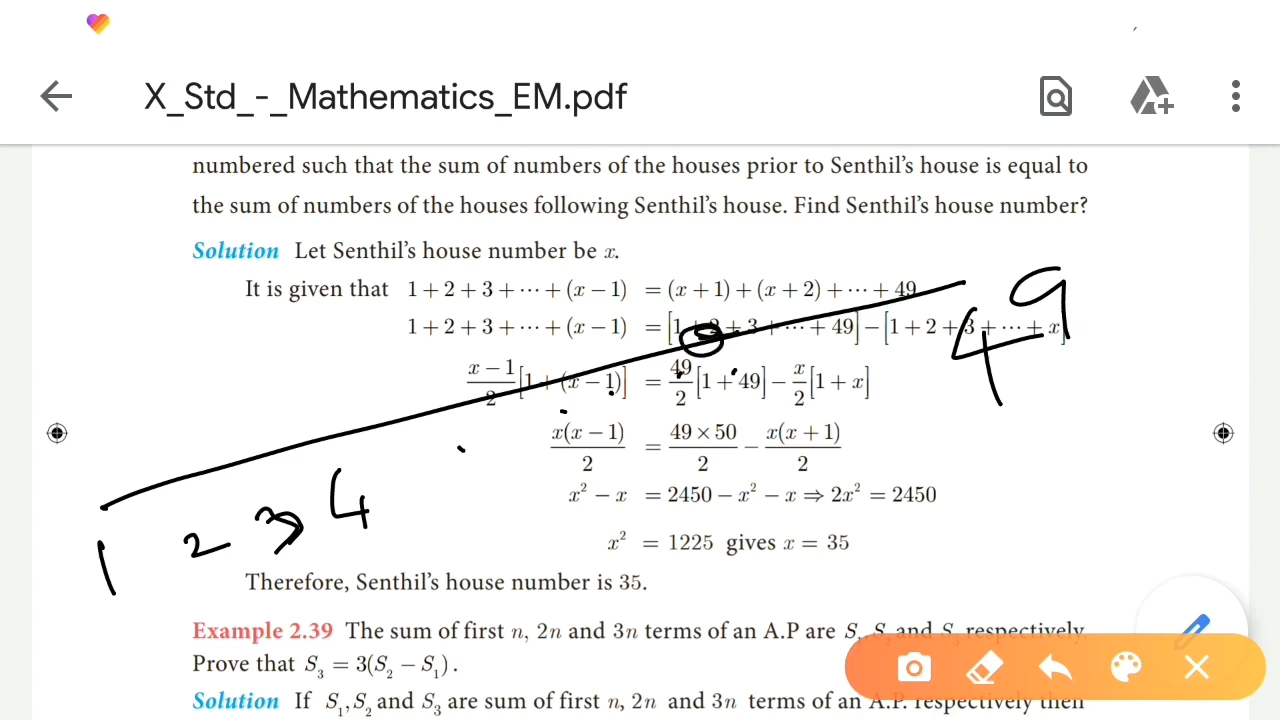 X_Std_-_Mathematics_EM.pdf
numbered such that the sum of numbers of the houses prior to Senthil's house is equal to
the sum of numbers of the houses following Senthil's house. Find Senthil's house number?
Solution Let Senthil's house number be x.
It is given that 1 + 2 + 3 + ⋯ + (x − 1) = (x + 1) + (x + 2) + ⋯ + 49
1 + 2 + 3 + ⋯ + (x − 1) = [1 + 2 + 3 + ⋯ + 49] − [1 + 2 + 3 + ⋯ + x]
49
(x − 1)/2 [1 + (x − 1)] = 49/2 [1 + 49] − x/2 [1 + x]
x(x − 1)/2 = (49 × 50)/2 − x(x + 1)/2
x² − x = 2450 − x² − x ⇒ 2x² = 2450
1 2 3 4
x² = 1225 gives x = 35
Therefore, Senthil's house number is 35.
Example 2.39 The sum of first n, 2n and 3n terms of an A.P are S₁, S₂ and S₃ respectively.
Prove that S₃ = 3(S₂ − S₁).
Solution If S₁, S₂ and S₃ are sum of first n, 2n and 3n terms of an A.P. respectively then